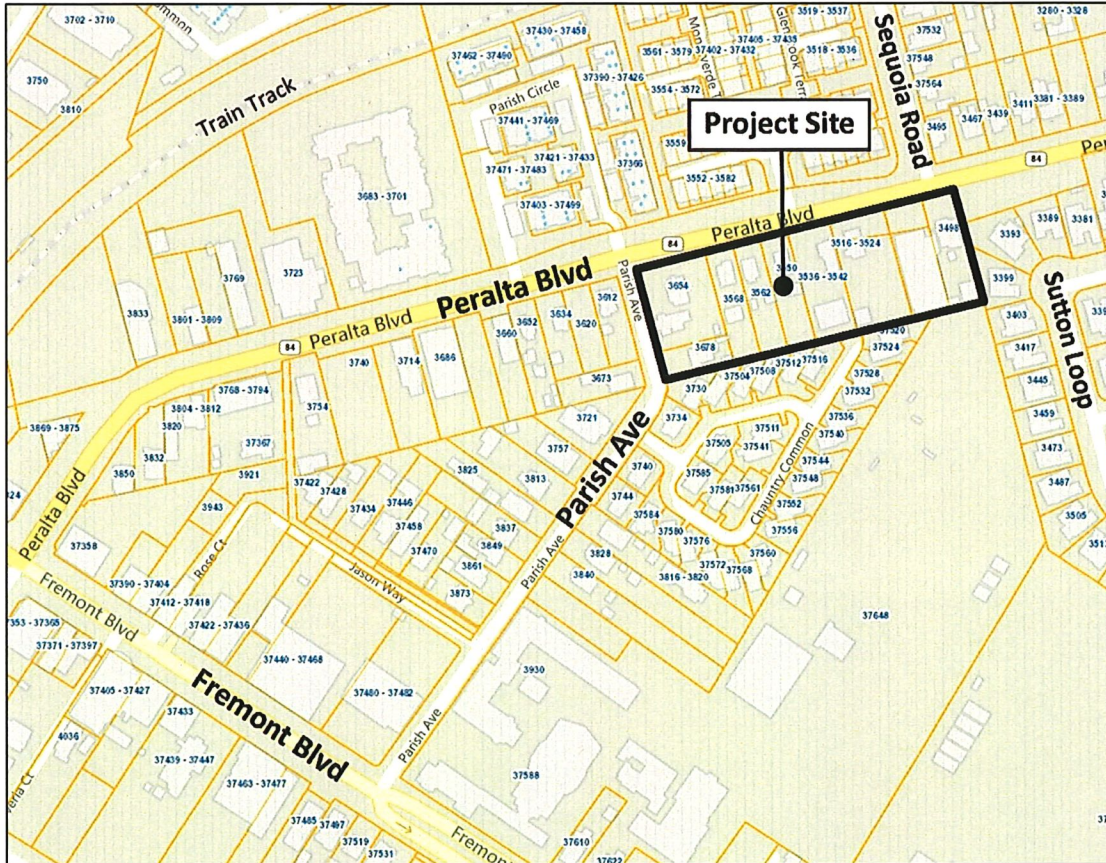 3702 - 3710
3750
3810
Train Track
37430 - 37458
37462 - 37490
37390 - 37426
Parish Circle
37441 - 37469
37471 - 37483
37421 - 37433
37403 - 37499
37366
3683 - 3701
3519 - 3537
3561 - 3579
37402 - 37432
37405 - 37435
3518 - 3536
3554 - 3572
3552 - 3582
Project Site
Sequoia Road
3280 - 3328
37532
37548
37564
3495
3467
3439
3411
3381 - 3389
84
Peralta Blvd
84
Peralta Blvd
Peralta Blvd
84
Parish Ave
3654
3568
3562
3536 - 3542
3516 - 3524
3498
3678
3393
3389
3381
3399
3403
3417
3445
3459
3473
3487
3505
Sutton Loop
3833
3801 - 3809
3769
3723
3740
3714
3686
3660
3652
3634
3620
3612
3673
3754
3768 - 3794
3804 - 3812
3820
3832
3850
3869 - 3875
37367
3921
3943
Peralta Blvd
37358
37422
37428
37434
37446
37458
37470
3825
3813
3837
3849
3861
3873
3757
3721
Parish Ave
Parish Ave
3730
3734
3740
3744
37504
37508
37512
37516
37524
37528
37532
37536
37540
37544
37548
37552
37556
37560
37505
37511
37541
37585
37581
37561
37584
37580
37576
37572
37568
Chauntry Common
3828
3840
3816 - 3820
37648
Rose Ct
Jason Way
37390 - 37404
37412 - 37418
37422 - 37436
37440 - 37468
37480 - 37482
Fremont Blvd
Fremont Blvd
37371 - 37397
37405 - 37427
4036
37433
37439 - 37447
37463 - 37477
37485
37497
37519
37531
Parish Ave
3930
37588
37610
37622